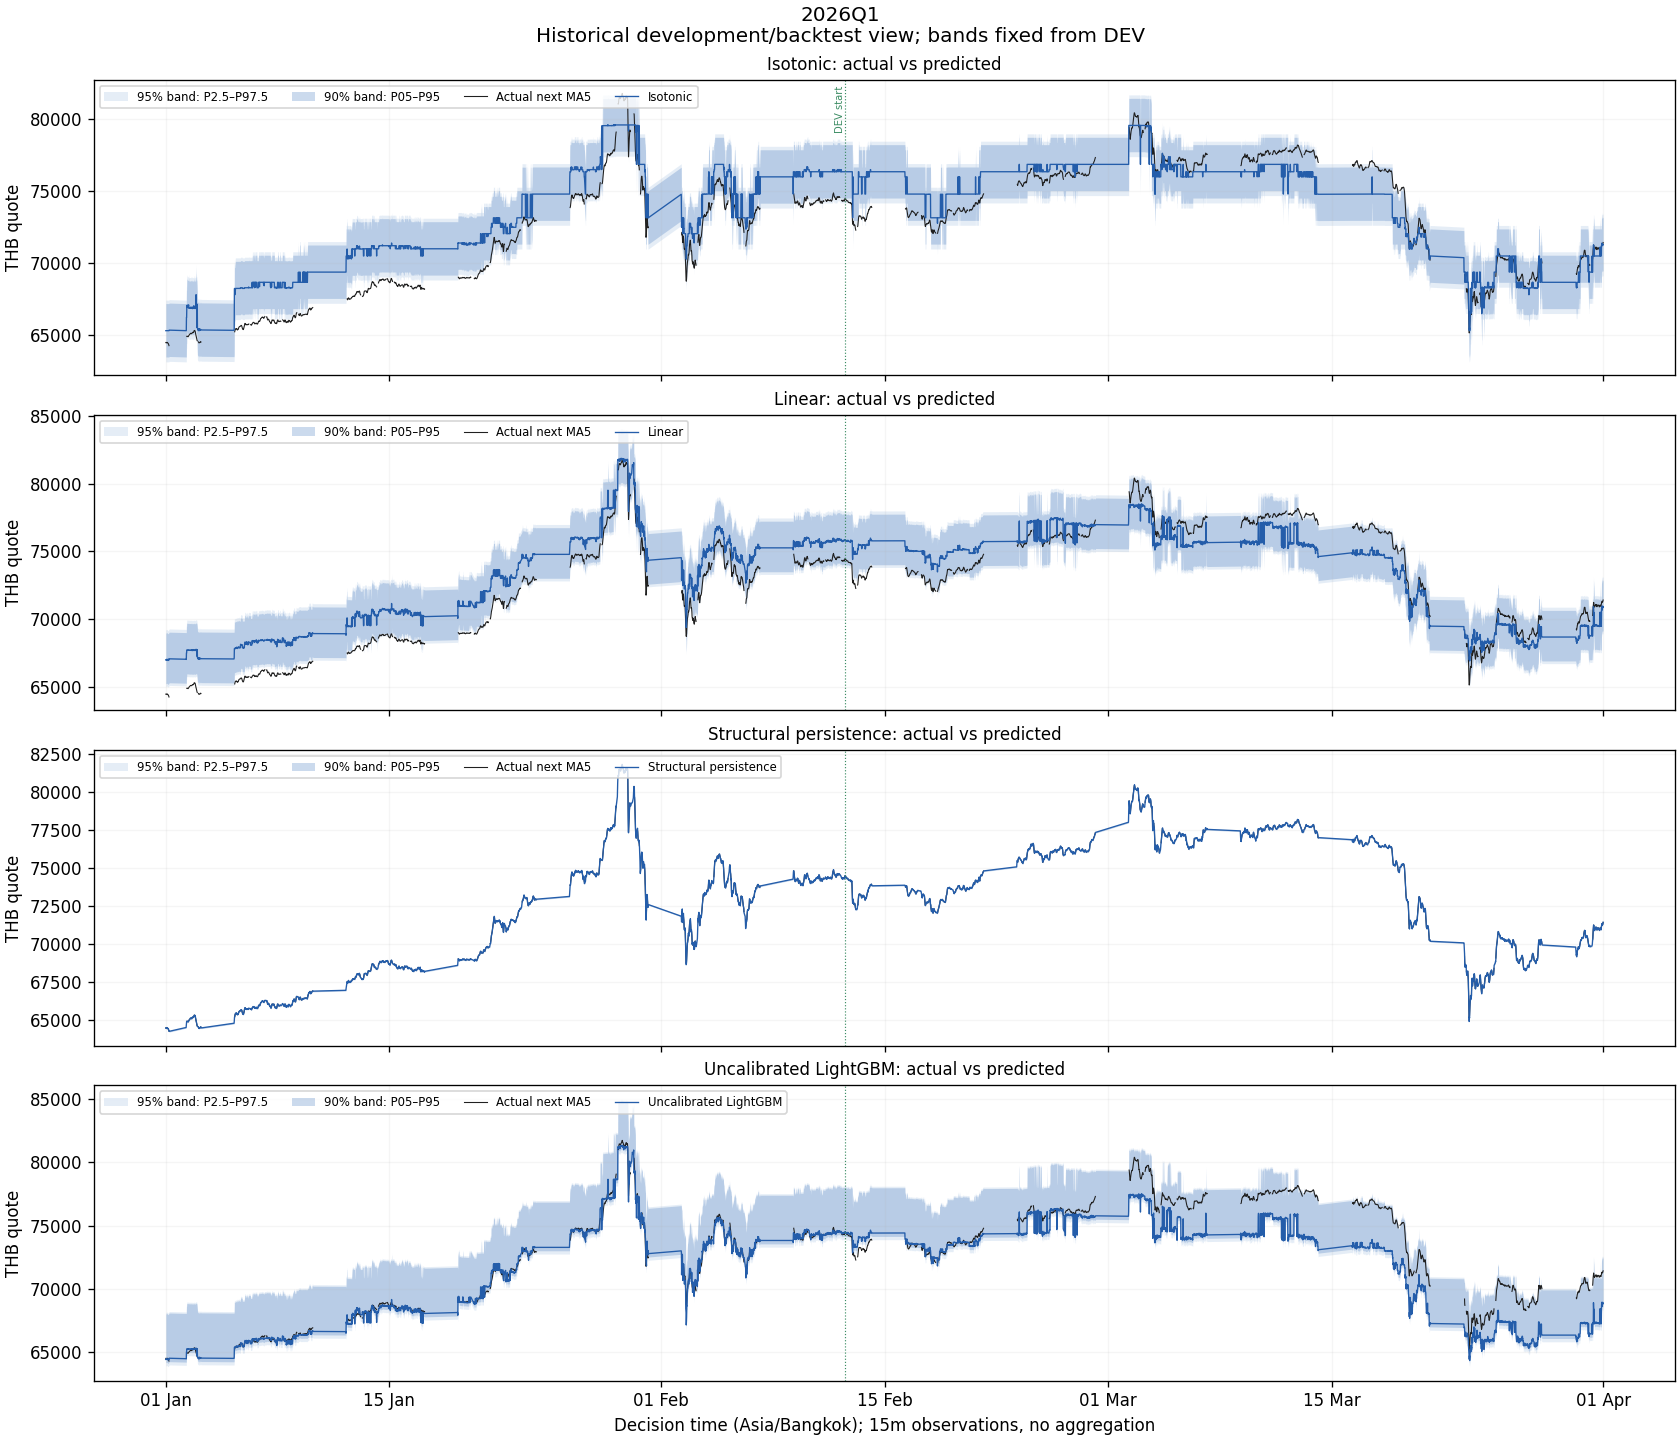 2026Q1
Historical development/backtest view; bands fixed from DEV
Isotonic: actual vs predicted
95% band: P2.5–P97.5
90% band: P05–P95
Actual next MA5
Isotonic
DEV start
THB quote
80000
75000
70000
65000
Linear: actual vs predicted
95% band: P2.5–P97.5
90% band: P05–P95
Actual next MA5
Linear
THB quote
85000
80000
75000
70000
65000
Structural persistence: actual vs predicted
95% band: P2.5–P97.5
90% band: P05–P95
Actual next MA5
Structural persistence
THB quote
82500
80000
77500
75000
72500
70000
67500
65000
Uncalibrated LightGBM: actual vs predicted
95% band: P2.5–P97.5
90% band: P05–P95
Actual next MA5
Uncalibrated LightGBM
THB quote
85000
80000
75000
70000
65000
01 Jan
15 Jan
01 Feb
15 Feb
01 Mar
15 Mar
01 Apr
Decision time (Asia/Bangkok); 15m observations, no aggregation